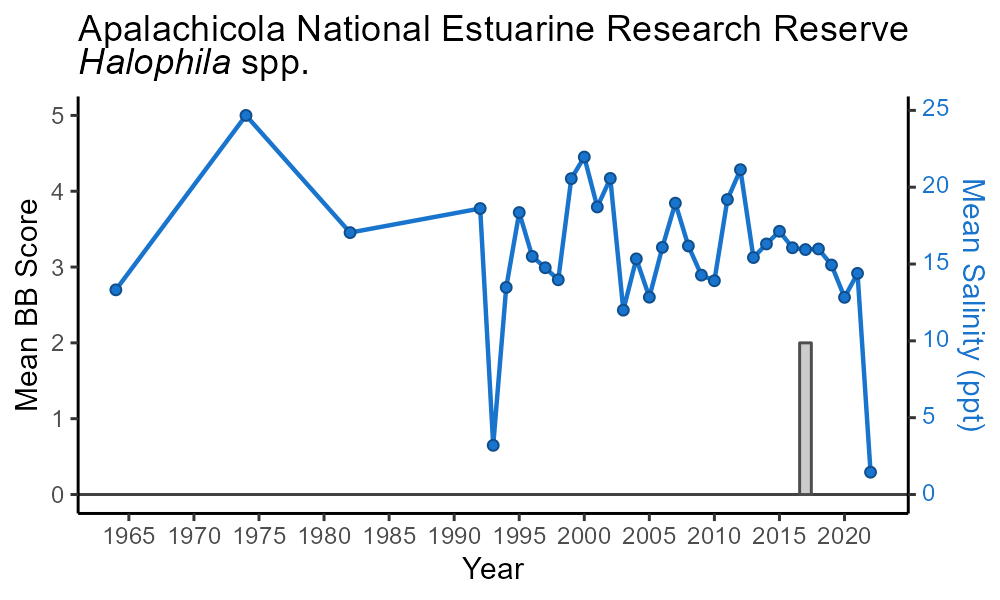 Apalachicola National Estuarine Research Reserve
Halophila spp.
5
4
3
2
1
0
Mean BB Score
25
20
15
10
5
0
Mean Salinity (ppt)
1965 1970 1975 1980 1985 1990 1995 2000 2005 2010 2015 2020
Year